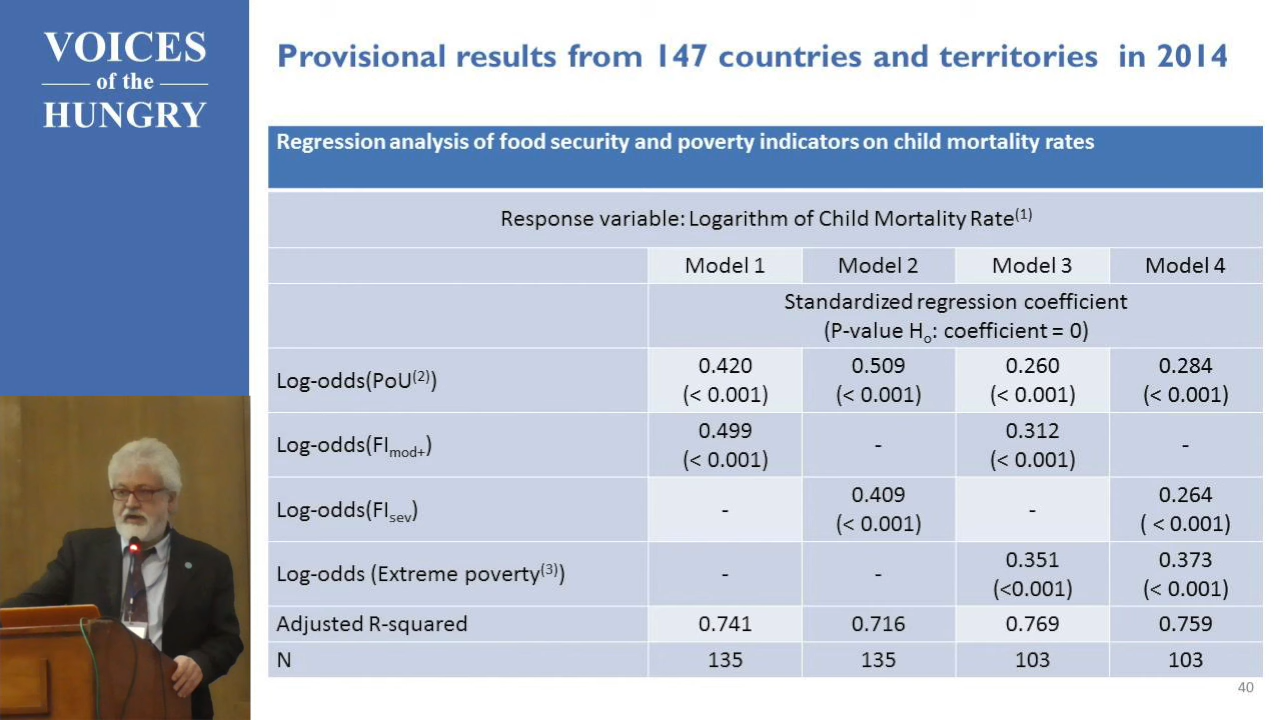 VOICES
of the
HUNGRY
Provisional results from 147 countries and territories in 2014
Regression analysis of food security and poverty indicators on child mortality rates
Response variable: Logarithm of Child Mortality Rate(1)
Model 1 Model 2 Model 3 Model 4
Standardized regression coefficient
(P-value Ho: coefficient = 0)
Log-odds(PoU(2)) 0.420 (< 0.001) 0.509 (< 0.001) 0.260 (< 0.001) 0.284 (< 0.001)
Log-odds(FImod+) 0.499 (< 0.001) - 0.312 (< 0.001) -
Log-odds(FIsev) - 0.409 (< 0.001) - 0.264 ( < 0.001)
Log-odds (Extreme poverty(3)) - - 0.351 (<0.001) 0.373 (< 0.001)
Adjusted R-squared 0.741 0.716 0.769 0.759
N 135 135 103 103
40